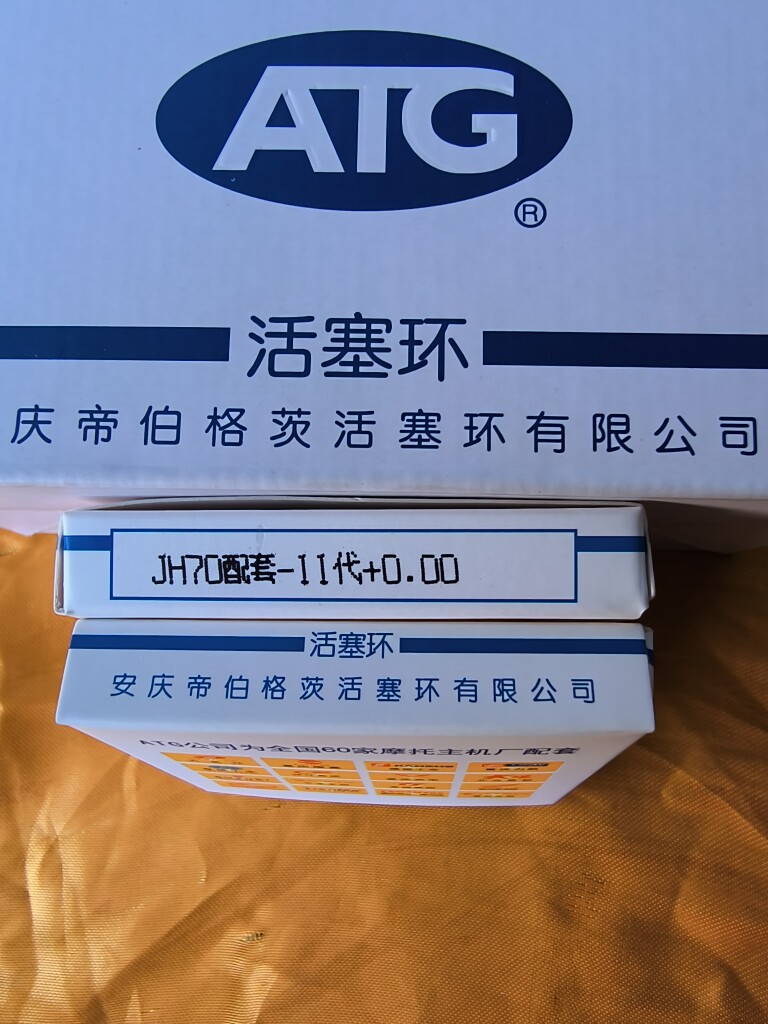 ATG
®
活塞环
庆帝伯格茨活塞环有限公司
JH70配套-II代+0.00
活塞环
安庆帝伯格茨活塞环有限公司
ATG公司为全国60家摩托主机厂配套